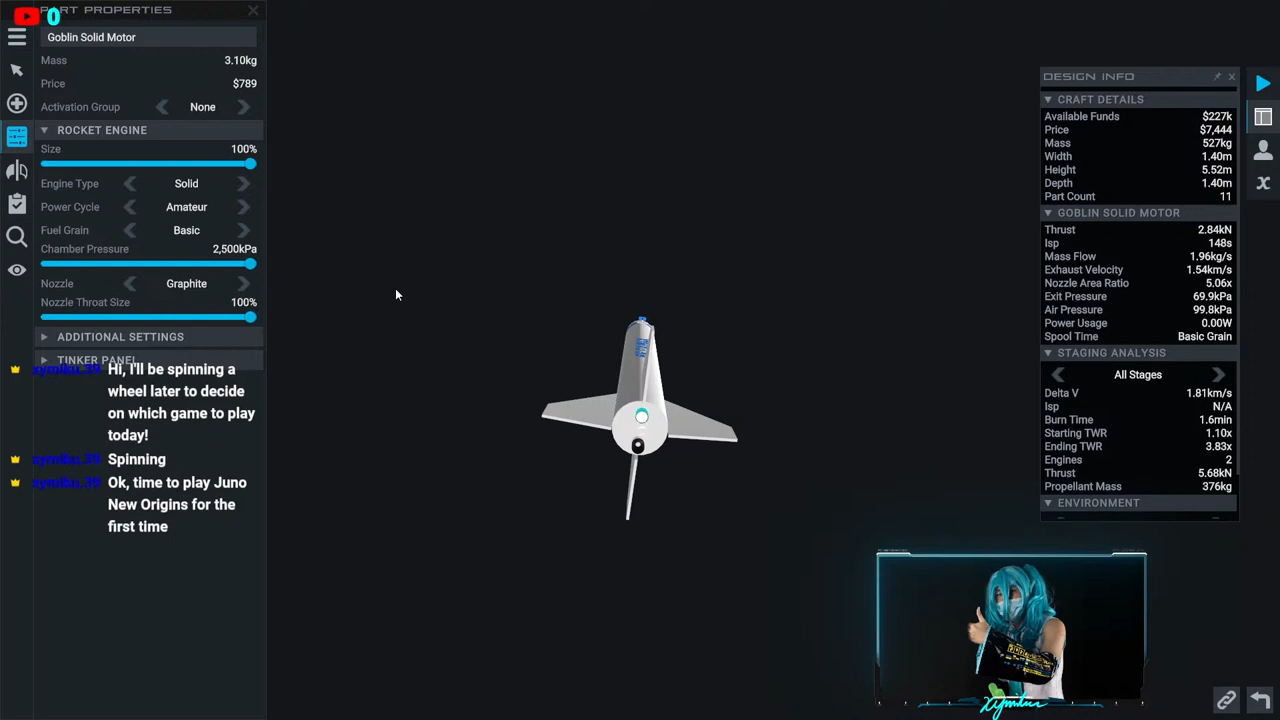 0
PART PROPERTIES
Goblin Solid Motor
Mass 3.10kg
Price $789
Activation Group None
ROCKET ENGINE
Size 100%
Engine Type Solid
Power Cycle Amateur
Fuel Grain Basic
Chamber Pressure 2,500kPa
Nozzle Graphite
Nozzle Throat Size 100%
ADDITIONAL SETTINGS
TINKER PANEL
xymiku.39 Hi, I'll be spinning a
wheel later to decide
on which game to play
today!
xymiku.39 Spinning
xymiku.39 Ok, time to play Juno
New Origins for the
first time
DESIGN INFO
CRAFT DETAILS
Available Funds $227k
Price $7,444
Mass 527kg
Width 1.40m
Height 5.52m
Depth 1.40m
Part Count 11
GOBLIN SOLID MOTOR
Thrust 2.84kN
Isp 148s
Mass Flow 1.96kg/s
Exhaust Velocity 1.54km/s
Nozzle Area Ratio 5.06x
Exit Pressure 69.9kPa
Air Pressure 99.8kPa
Power Usage 0.00W
Spool Time Basic Grain
STAGING ANALYSIS
All Stages
Delta V 1.81km/s
Isp N/A
Burn Time 1.6min
Starting TWR 1.10x
Ending TWR 3.83x
Engines 2
Thrust 5.68kN
Propellant Mass 376kg
ENVIRONMENT
xymikus